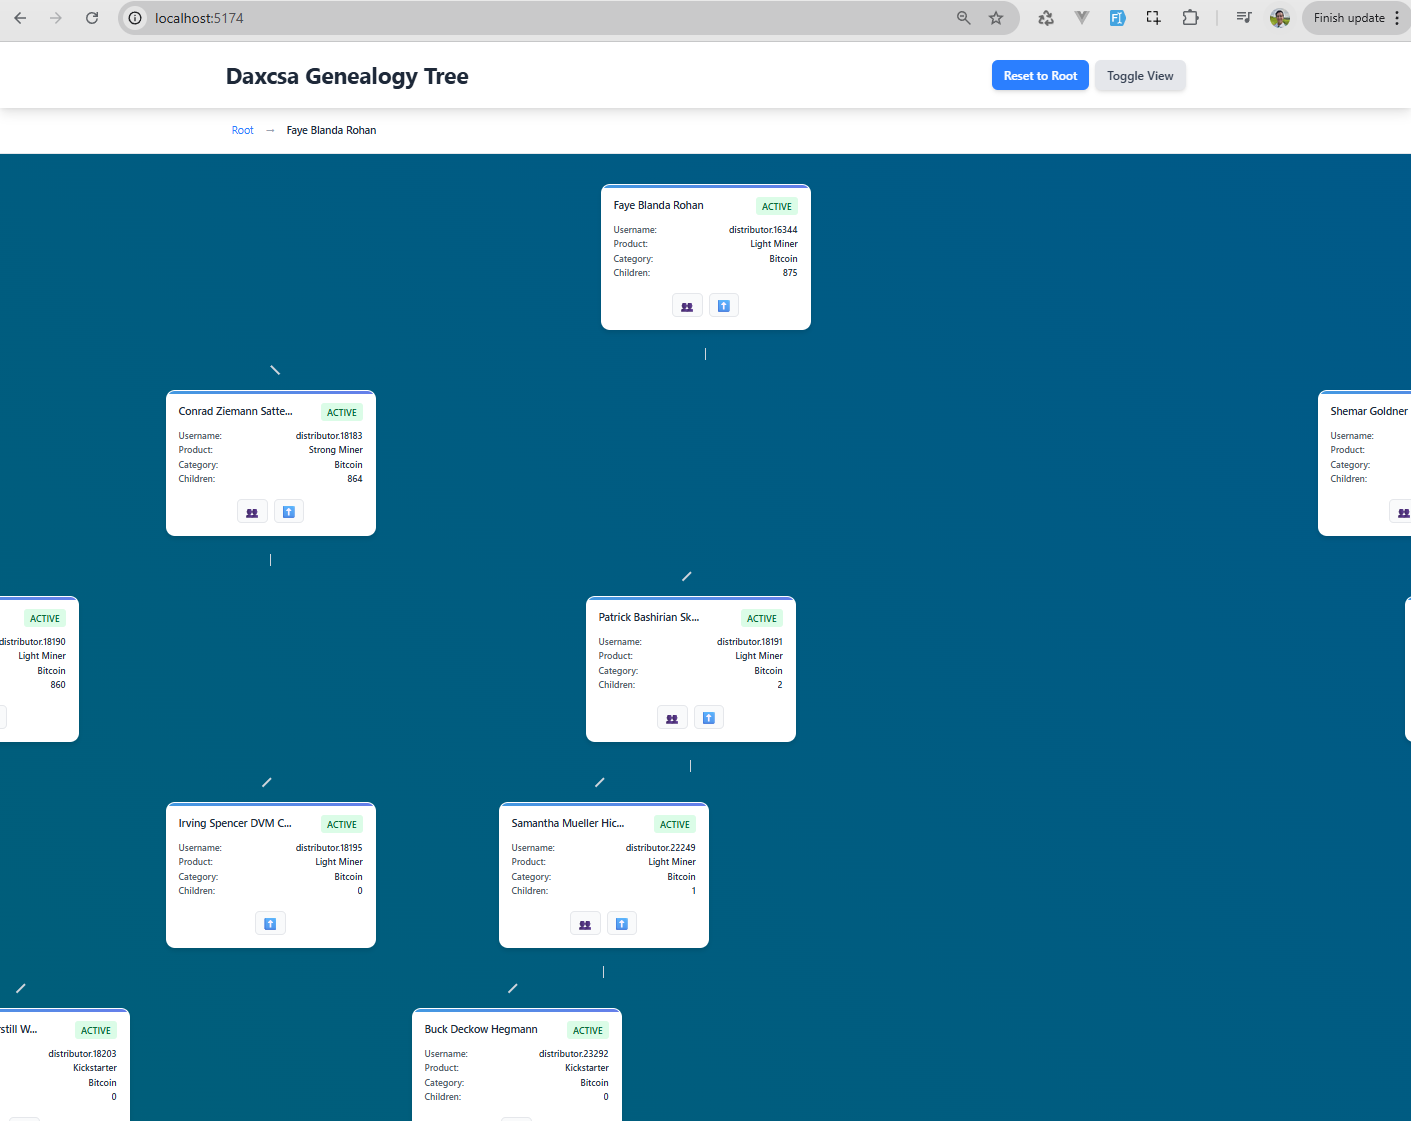 localhost:5174
Finish update
Daxcsa Genealogy Tree
Reset to Root
Toggle View
Root → Faye Blanda Rohan
Faye Blanda Rohan ACTIVE
Username: distributor.16344
Product: Light Miner
Category: Bitcoin
Children: 875
Conrad Ziemann Satte... ACTIVE
Username: distributor.18183
Product: Strong Miner
Category: Bitcoin
Children: 864
Shemar Goldner
Username:
Product:
Category:
Children:
ACTIVE
distributor.18190
Light Miner
Bitcoin
860
Patrick Bashirian Sk... ACTIVE
Username: distributor.18191
Product: Light Miner
Category: Bitcoin
Children: 2
Irving Spencer DVM C... ACTIVE
Username: distributor.18195
Product: Light Miner
Category: Bitcoin
Children: 0
Samantha Mueller Hic... ACTIVE
Username: distributor.22249
Product: Light Miner
Category: Bitcoin
Children: 1
rstill W... ACTIVE
distributor.18203
Kickstarter
Bitcoin
0
Buck Deckow Hegmann ACTIVE
Username: distributor.23292
Product: Kickstarter
Category: Bitcoin
Children: 0